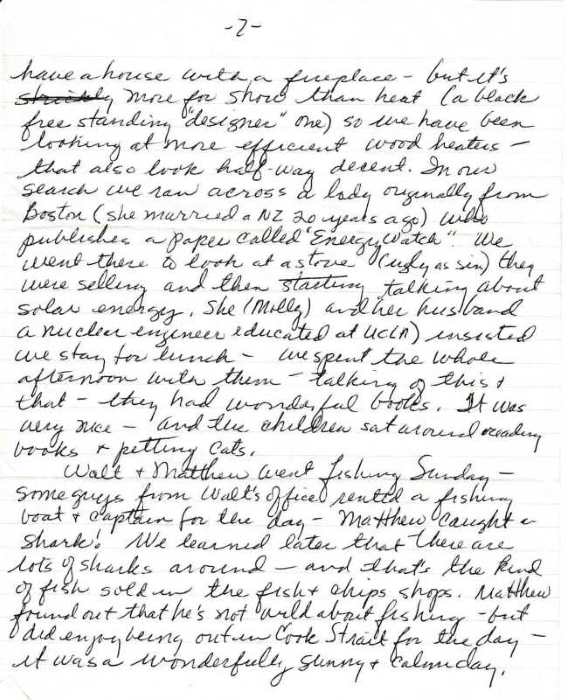 -7-
have a house with a fireplace - but it's
strickly more for show than heat (a black
free standing "designer" one) so we have been
looking at more efficient wood heaters -
that also look half-way decent. In our
search we ran across a lady originally from
Boston (she married a NZ 20 years ago) who
publishes a paper called "Energy Watch". We
went there to look at a stove (ugly as sin) they
were selling and then starting talking about
solar energy. She (Molly) and her husband
a nuclear engineer educated at UCLA) insisted
we stay for lunch - we spent the whole
afternoon with them - talking of this +
that - they had wonderful books. It was
very nice - and the children sat around reading
books + petting cats.
Walt + Matthew went fishing Sunday -
some guys from Walt's office rented a fishing
boat + captain for the day - Matthew caught a
shark! We learned later that there are
lots of sharks around - and that's the kind
of fish sold in the fish + chips shops. Matthew
found out that he's not wild about fishing - but
did enjoy being out in Cook Strait for the day -
it was a wonderfully sunny + calm day.